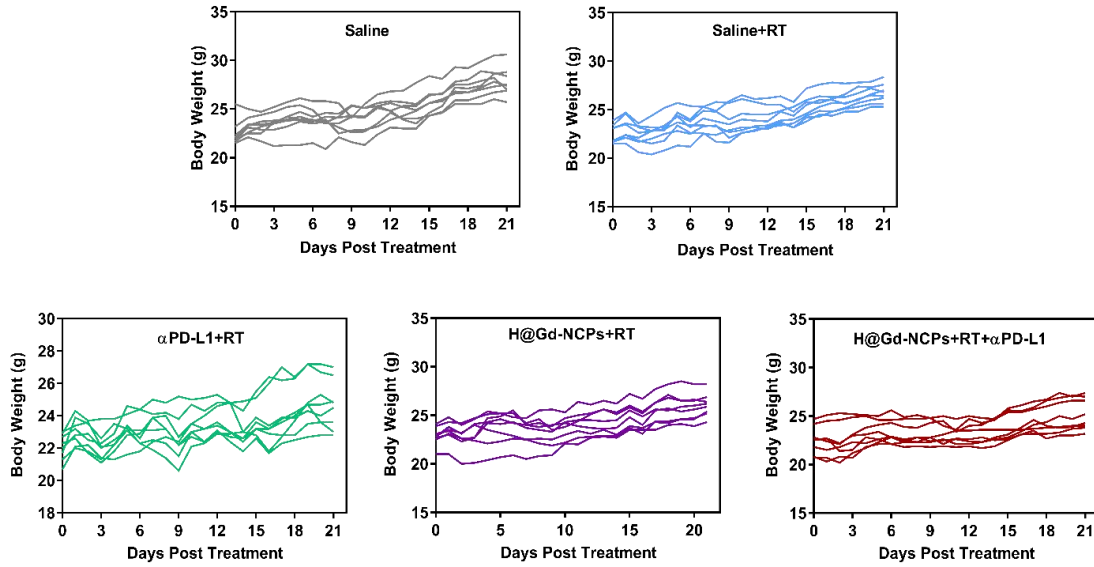 Saline
Body Weight (g)
35
30
25
20
15
0 3 6 9 12 15 18 21
Days Post Treatment
Saline+RT
Body Weight (g)
35
30
25
20
15
0 3 6 9 12 15 18 21
Days Post Treatment
αPD-L1+RT
Body Weight (g)
30
28
26
24
22
20
18
0 3 6 9 12 15 18 21
Days Post Treatment
H@Gd-NCPs+RT
Body Weight (g)
35
30
25
20
15
0 5 10 15 20
Days Post Treatment
H@Gd-NCPs+RT+αPD-L1
Body Weight (g)
35
30
25
20
15
0 3 6 9 12 15 18 21
Days Post Treatment